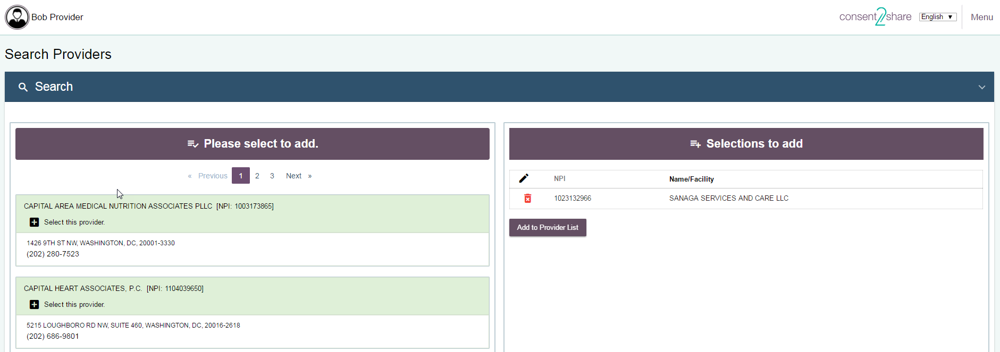 Bob Provider
consent2share
English
Menu
Search Providers
Search
Please select to add.
« Previous 1 2 3 Next »
CAPITAL AREA MEDICAL NUTRITION ASSOCIATES PLLC [NPI: 1003173865]
Select this provider.
1426 9TH ST NW, WASHINGTON, DC, 20001-3330
(202) 280-7523
CAPITAL HEART ASSOCIATES, P.C. [NPI: 1104039650]
Select this provider.
5215 LOUGHBORO RD NW, SUITE 460, WASHINGTON, DC, 20016-2618
(202) 686-9801
Selections to add
NPI Name/Facility
1023132966 SANAGA SERVICES AND CARE LLC
Add to Provider List